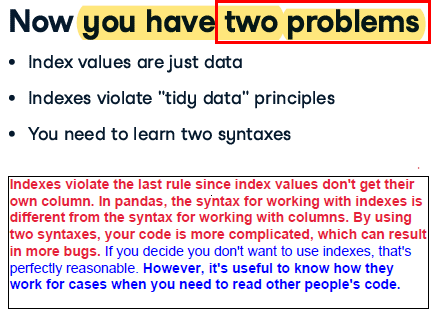 Now you have two problems
• Index values are just data
• Indexes violate "tidy data" principles
• You need to learn two syntaxes
Indexes violate the last rule since index values don't get their
own column. In pandas, the syntax for working with indexes is
different from the syntax for working with columns. By using
two syntaxes, your code is more complicated, which can result
in more bugs. If you decide you don't want to use indexes, that's
perfectly reasonable. However, it's useful to know how they
work for cases when you need to read other people's code.